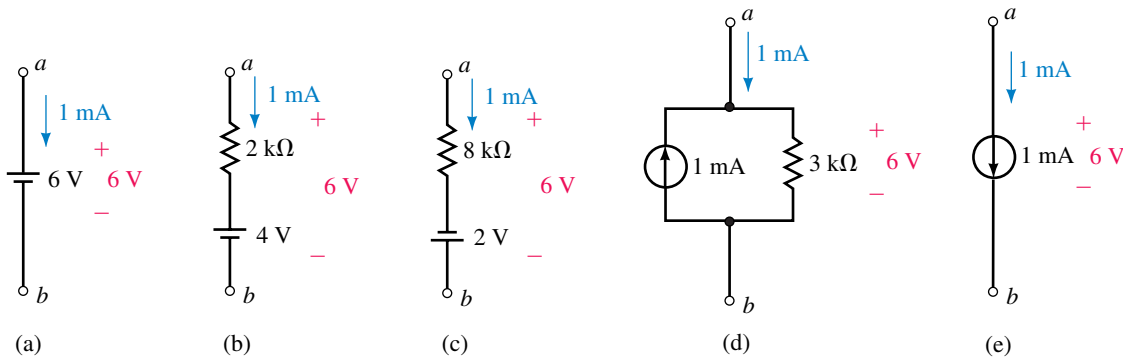 a
1 mA
+
6 V 6 V
−
b
(a)
a
1 mA
+
2 kΩ
6 V
4 V
−
b
(b)
a
1 mA
+
8 kΩ
6 V
2 V
−
b
(c)
a
1 mA
+
1 mA 3 kΩ 6 V
−
b
(d)
a
1 mA
+
1 mA 6 V
−
b
(e)